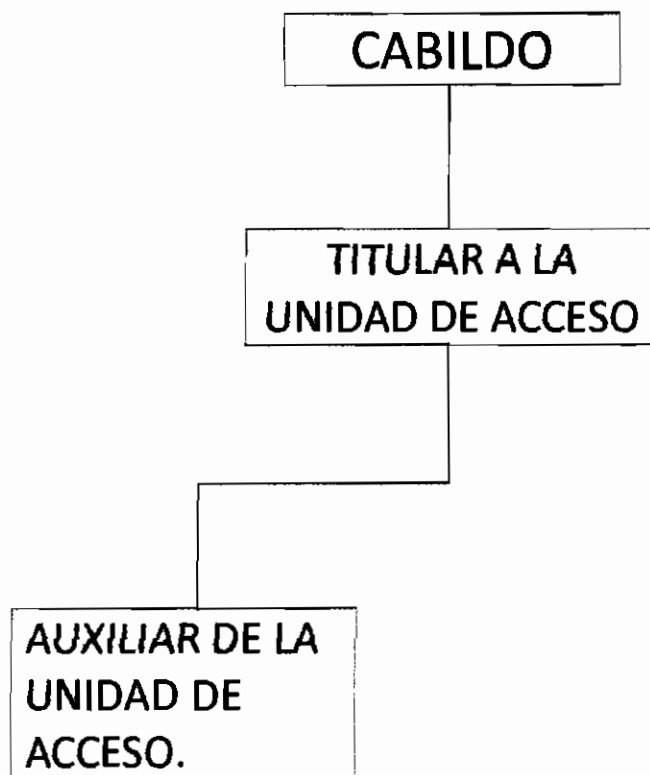 CABILDO
TITULAR A LA
UNIDAD DE ACCESO
AUXILIAR DE LA
UNIDAD DE
ACCESO.